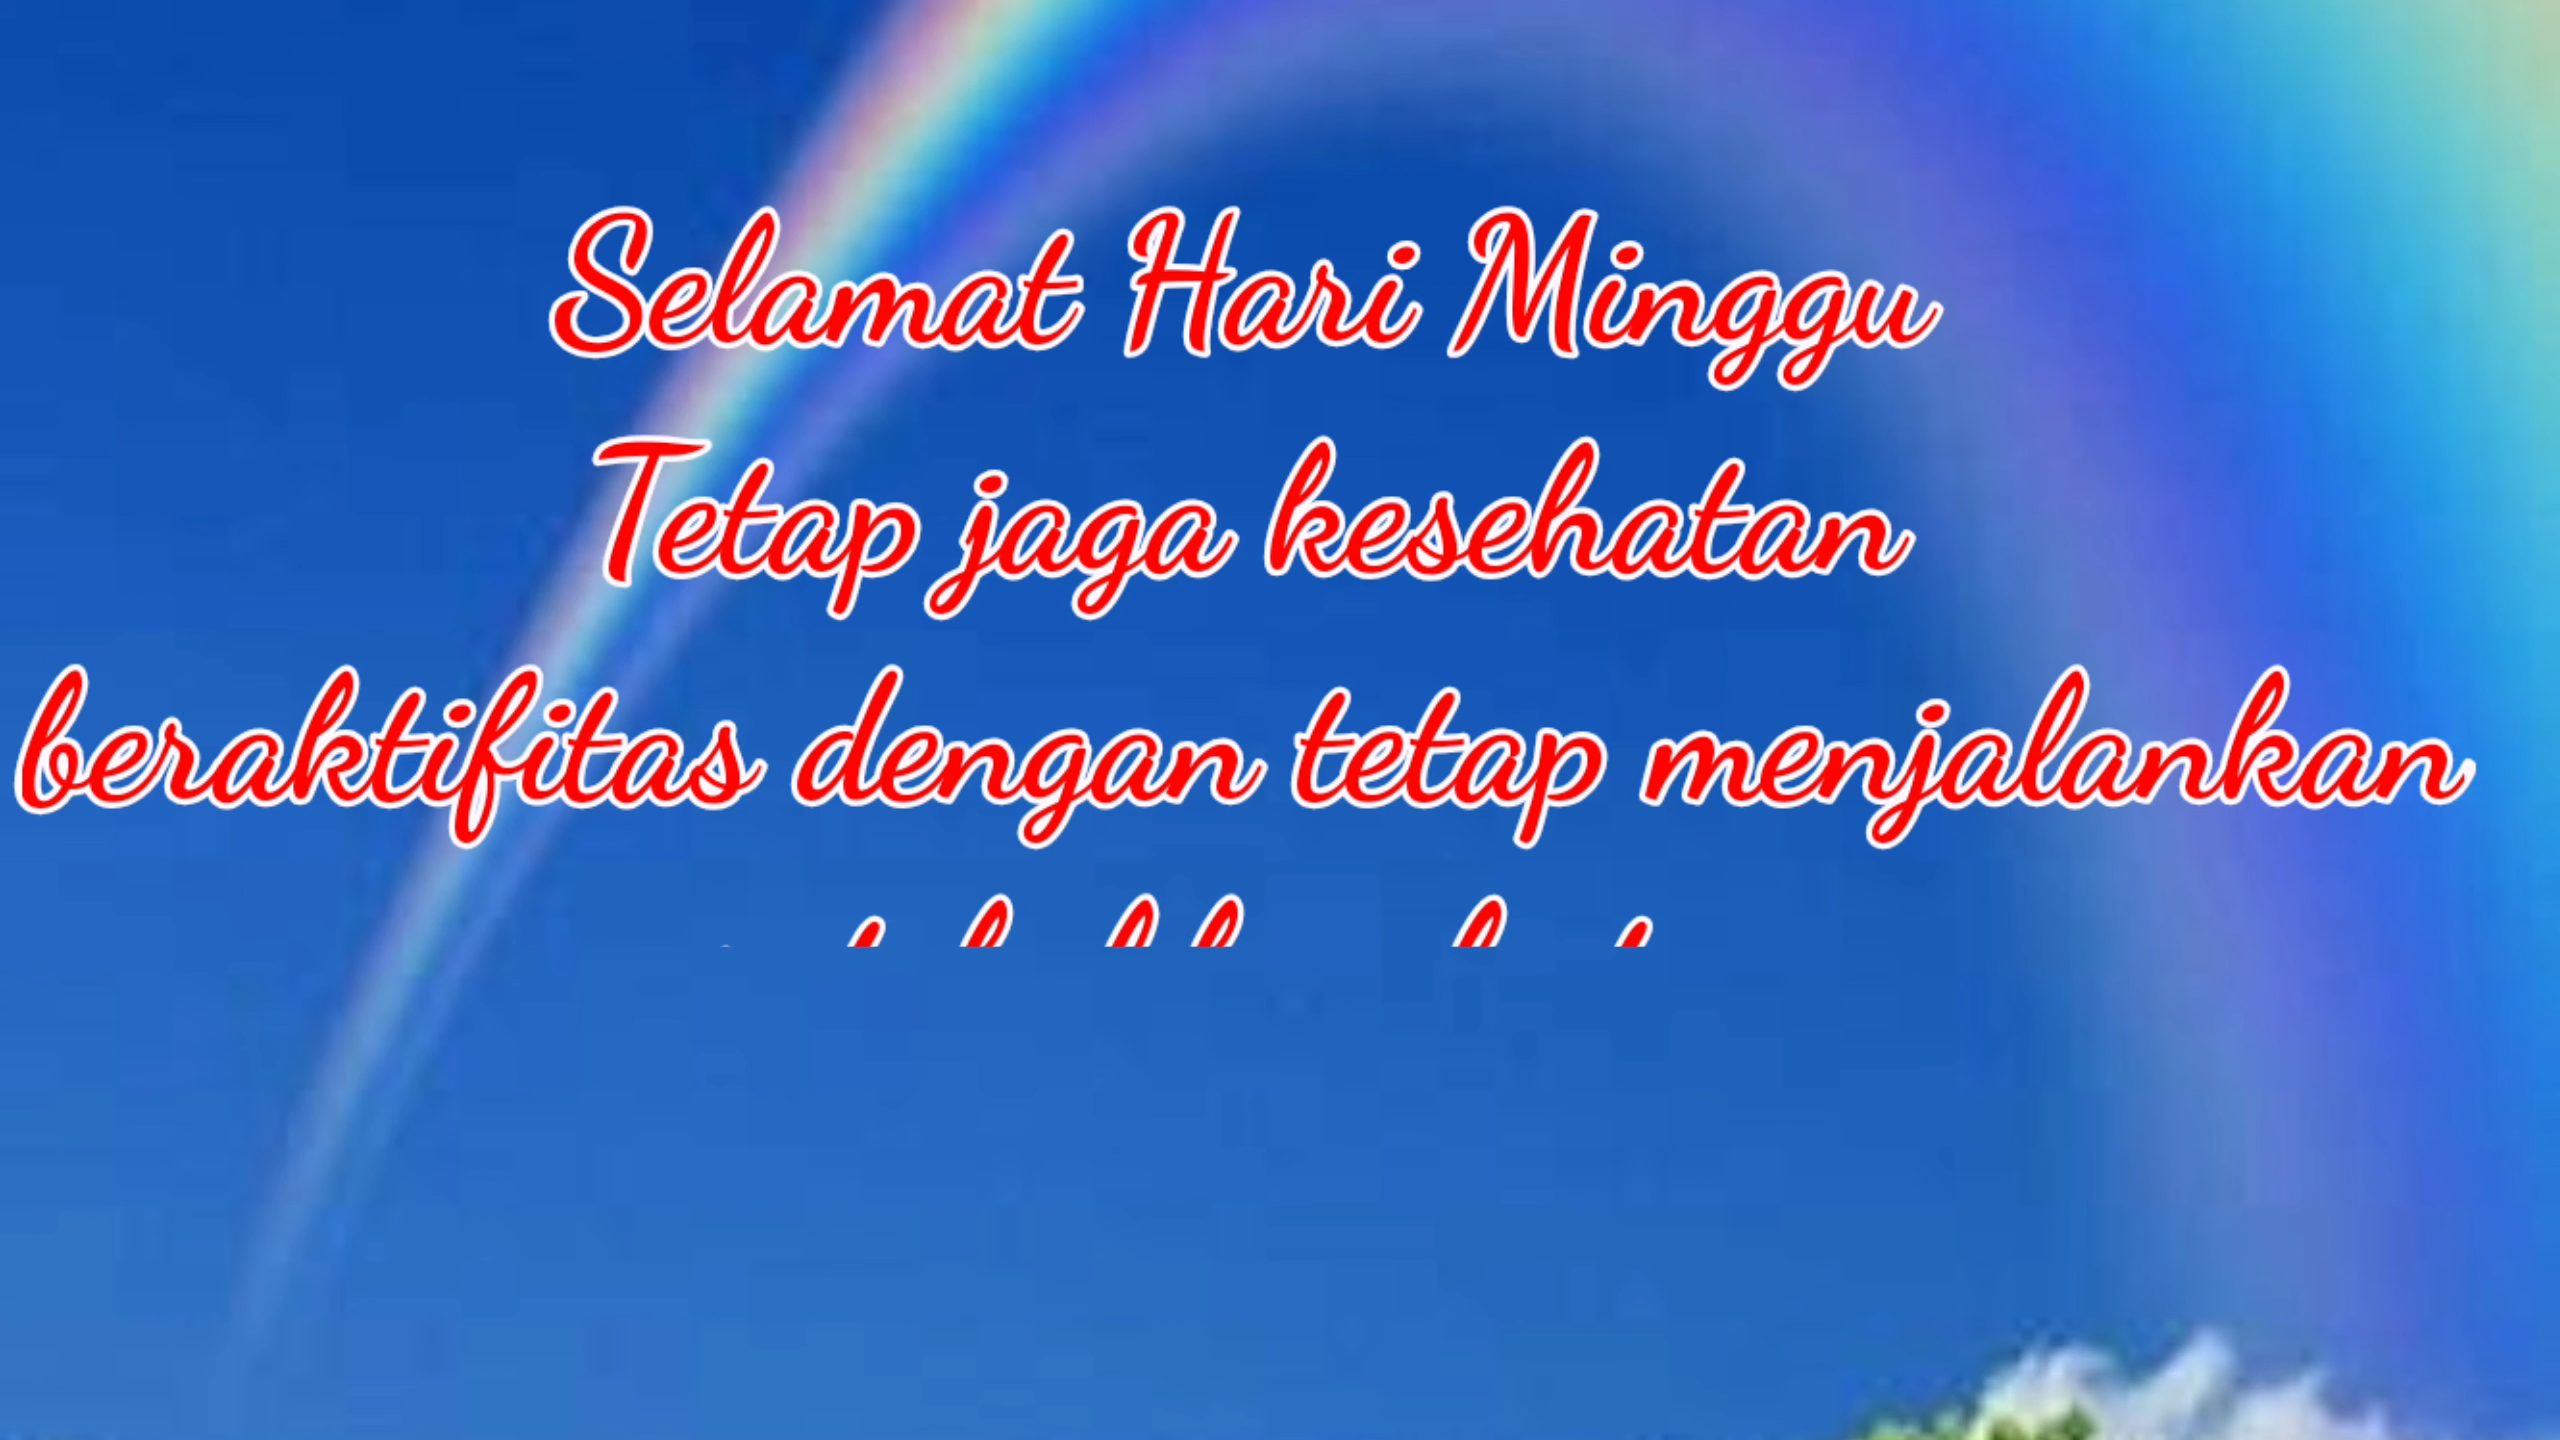 Selamat Hari Minggu
Tetap jaga kesehatan
beraktifitas dengan tetap menjalankan